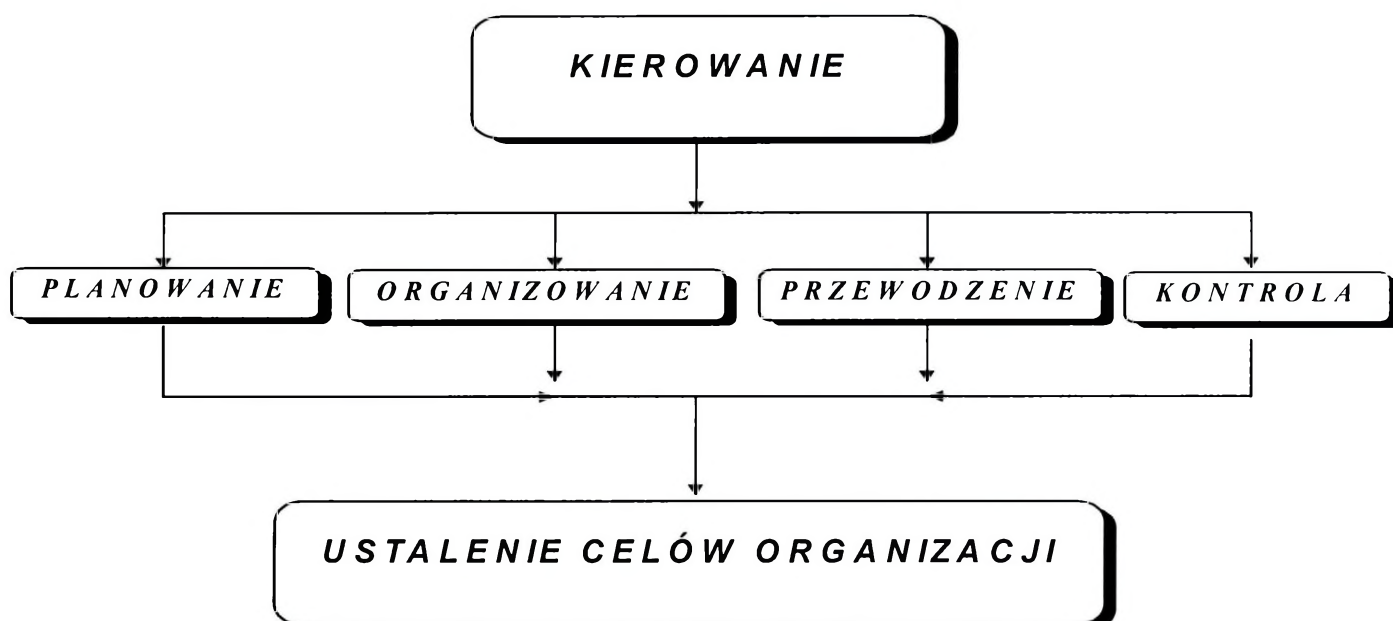 KIEROWANIE
PLANOWANIE
ORGANIZOWANIE
PRZEWODZENIE
KONTROLA
USTALENIE CELÓW ORGANIZACJI